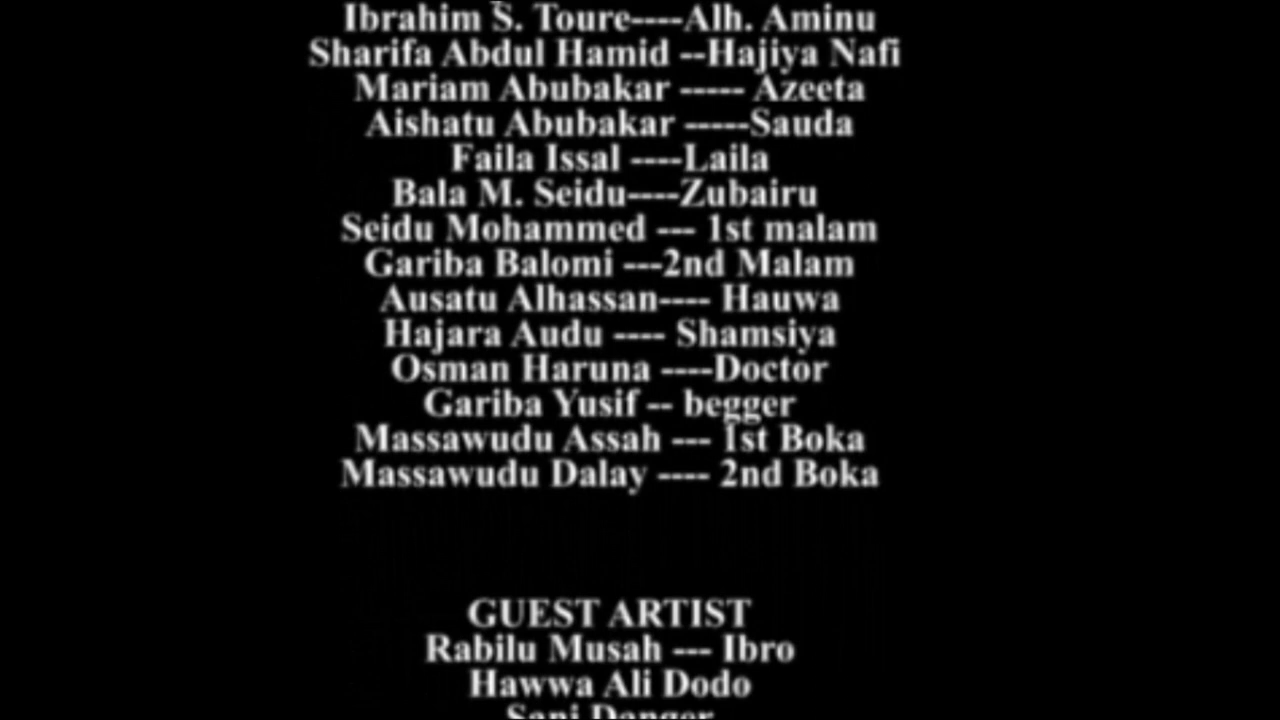 Ibrahim S. Toure----Alh. Aminu
Sharifa Abdul Hamid --Hajiya Nafi
Mariam Abubakar ----- Azeeta
Aishatu Abubakar -----Sauda
Faila Issal ----Laila
Bala M. Seidu----Zubairu
Seidu Mohammed --- 1st malam
Gariba Balomi ---2nd Malam
Ausatu Alhassan---- Hauwa
Hajara Audu ---- Shamsiya
Osman Haruna ----Doctor
Gariba Yusif -- begger
Massawudu Assah --- 1st Boka
Massawudu Dalay ---- 2nd Boka
GUEST ARTIST
Rabilu Musah --- Ibro
Hawwa Ali Dodo
Sani Danger